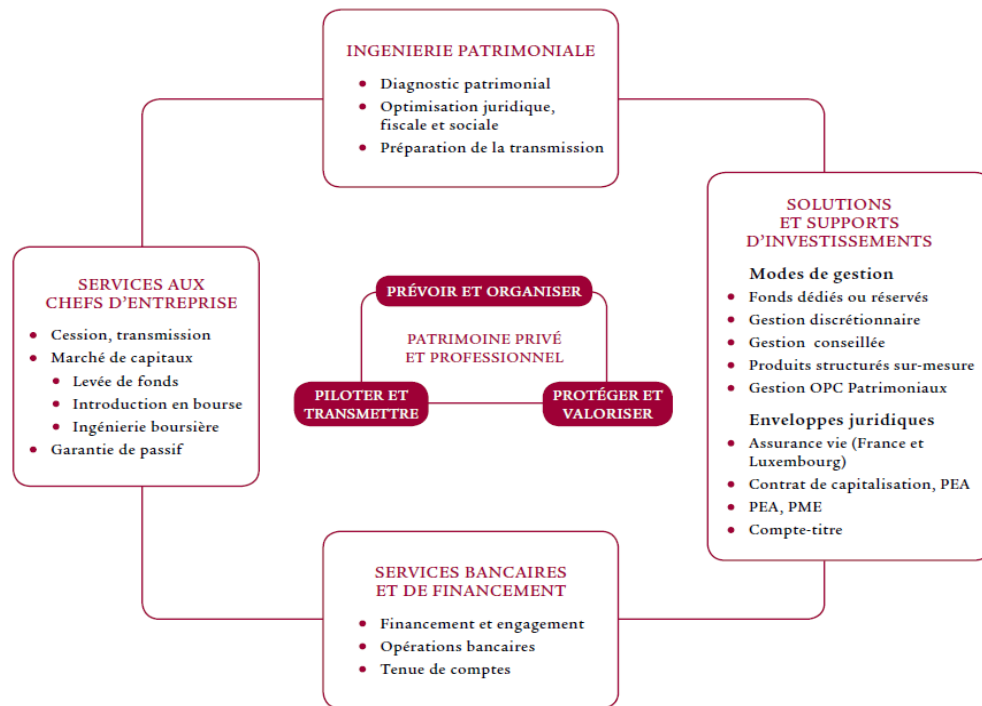 INGENIERIE PATRIMONIALE
• Diagnostic patrimonial
• Optimisation juridique,
fiscale et sociale
• Préparation de la transmission
SOLUTIONS
ET SUPPORTS
D'INVESTISSEMENTS
Modes de gestion
• Fonds dédiés ou réservés
• Gestion discrétionnaire
• Gestion conseillée
• Produits structurés sur-mesure
• Gestion OPC Patrimoniaux
Enveloppes juridiques
• Assurance vie (France et
Luxembourg)
• Contrat de capitalisation, PEA
• PEA, PME
• Compte-titre
SERVICES AUX
CHEFS D'ENTREPRISE
• Cession, transmission
• Marché de capitaux
• Levée de fonds
• Introduction en bourse
• Ingénierie boursière
• Garantie de passif
PRÉVOIR ET ORGANISER
PATRIMOINE PRIVÉ
ET PROFESSIONNEL
PILOTER ET
TRANSMETTRE
PROTÉGER ET
VALORISER
SERVICES BANCAIRES
ET DE FINANCEMENT
• Financement et engagement
• Opérations bancaires
• Tenue de comptes